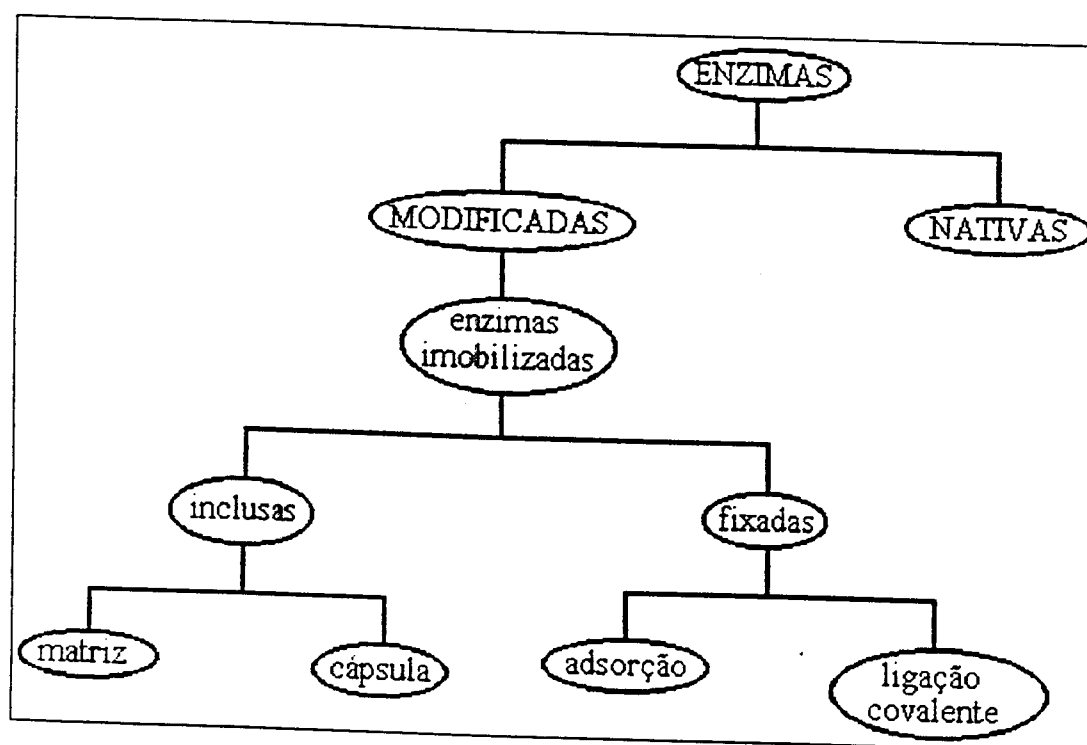 ENZIMAS
MODIFICADAS
NATIVAS
enzimas
imobilizadas
inclusas
fixadas
matriz
cápsula
adsorção
ligação
covalente